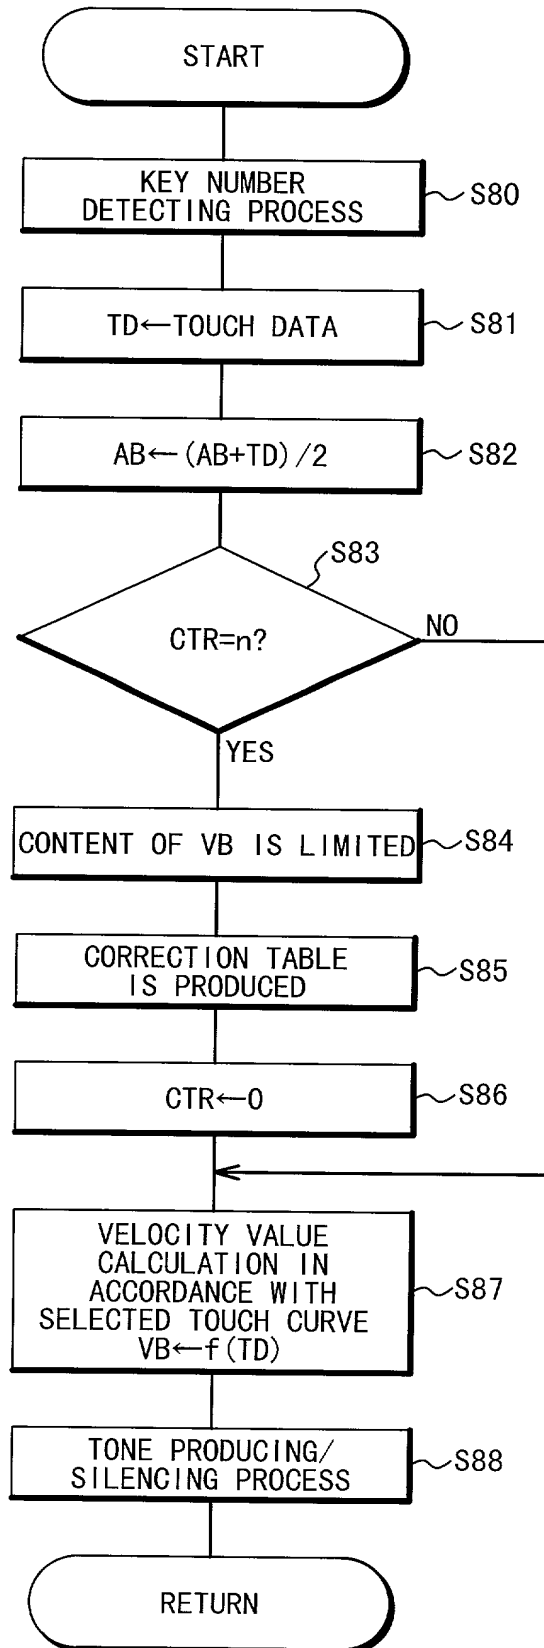 START
KEY NUMBER
DETECTING PROCESS
S80
TD←TOUCH DATA
S81
AB←(AB+TD)/2
S82
S83
CTR=n?
NO
YES
CONTENT OF VB IS LIMITED
S84
CORRECTION TABLE
IS PRODUCED
S85
CTR←0
S86
VELOCITY VALUE
CALCULATION IN
ACCORDANCE WITH
SELECTED TOUCH CURVE
VB←f(TD)
S87
TONE PRODUCING/
SILENCING PROCESS
S88
RETURN